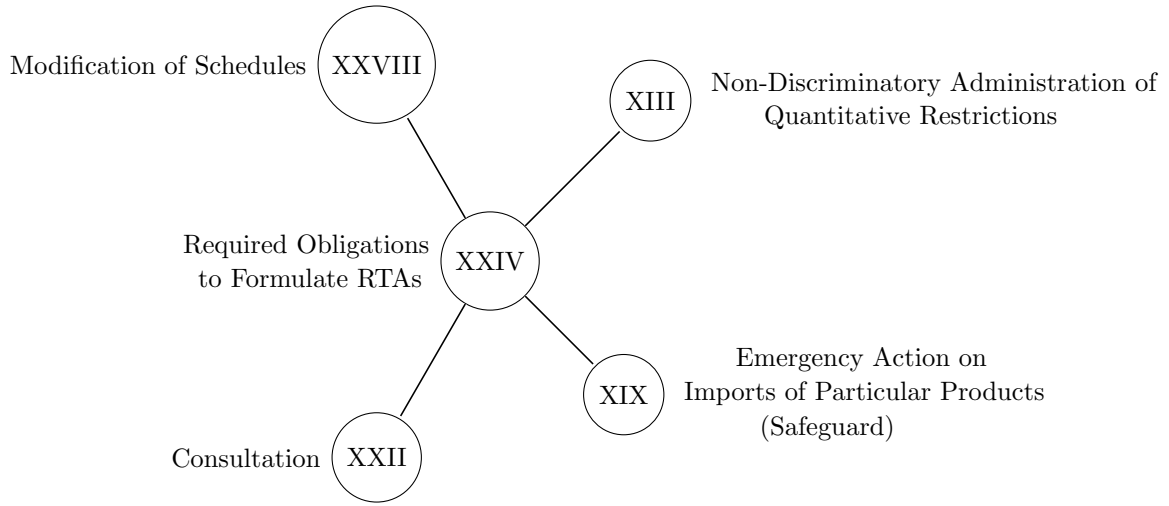 Modification of Schedules
XXVIII
XIII
Non-Discriminatory Administration of
Quantitative Restrictions
Required Obligations
to Formulate RTAs
XXIV
Emergency Action on
Imports of Particular Products
(Safeguard)
XIX
Consultation
XXII